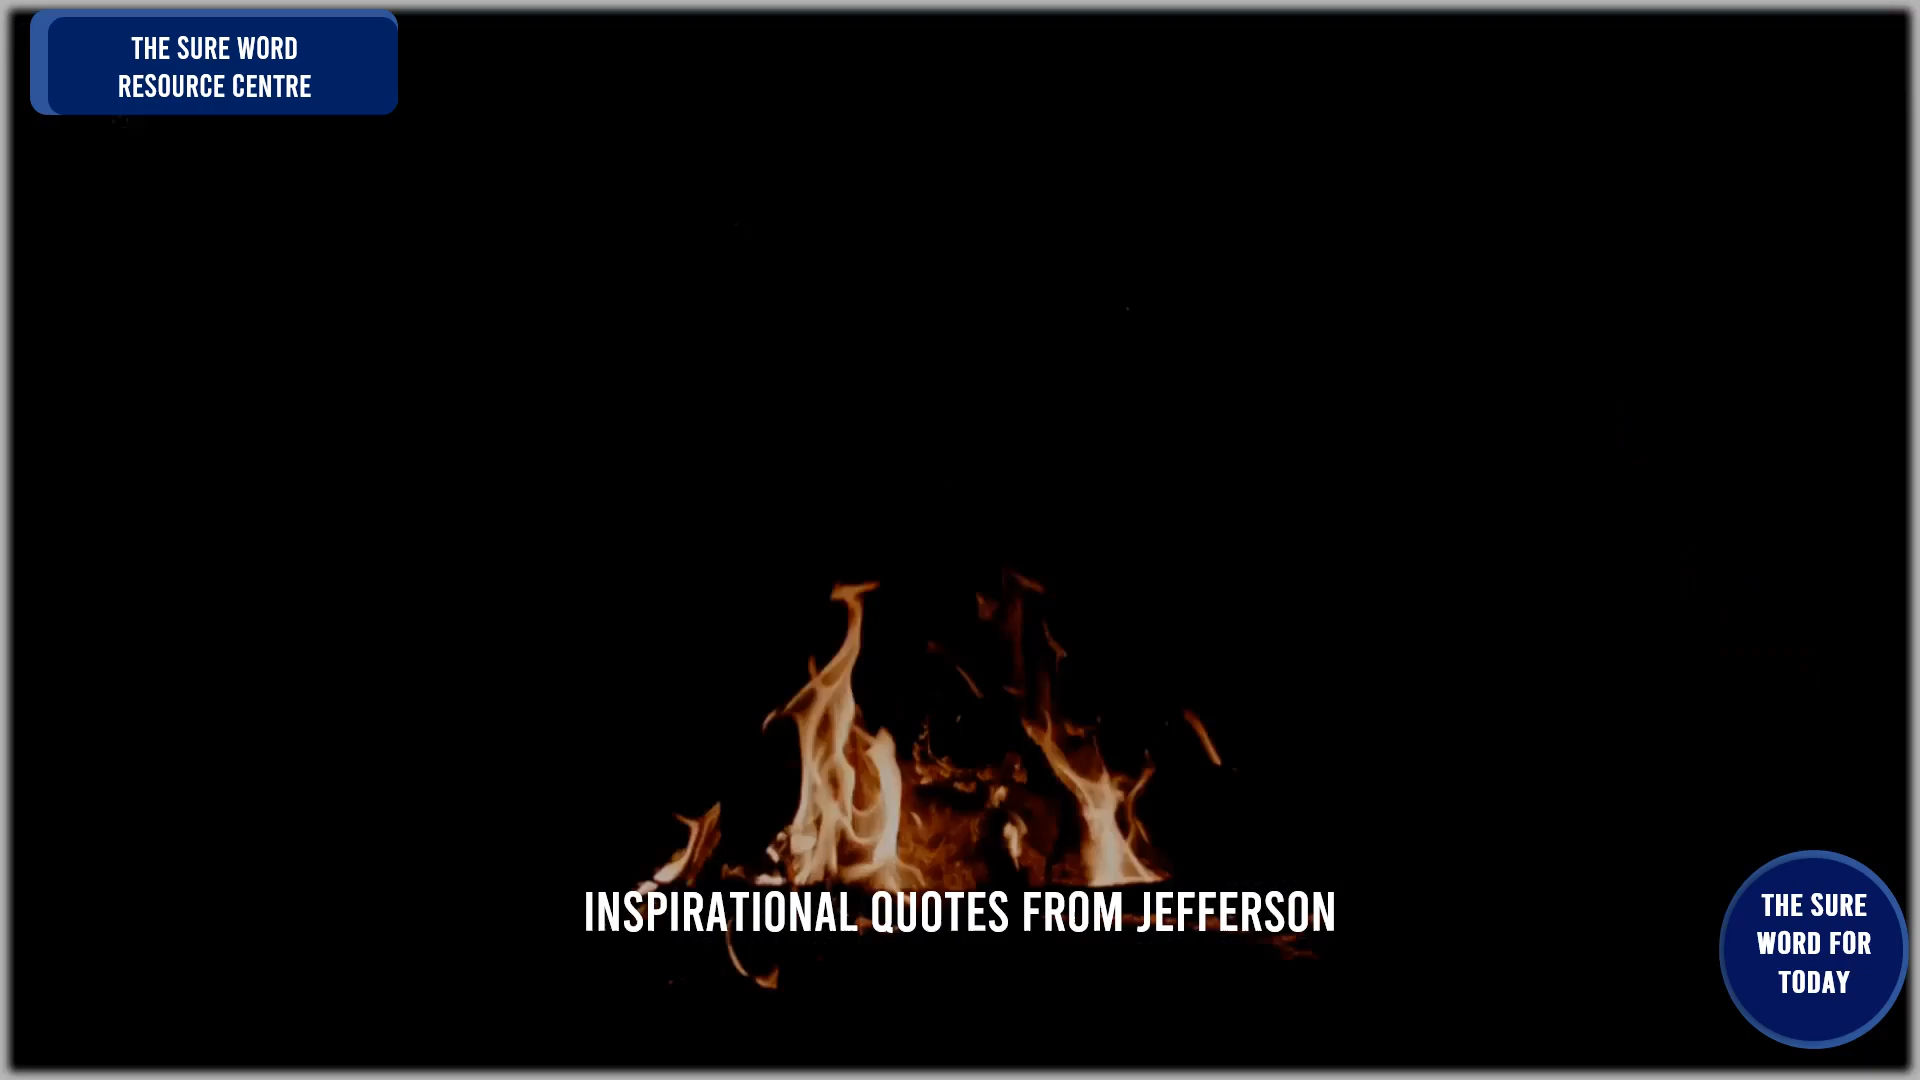 THE SURE WORD
RESOURCE CENTRE
INSPIRATIONAL QUOTES FROM JEFFERSON
THE SURE
WORD FOR
TODAY